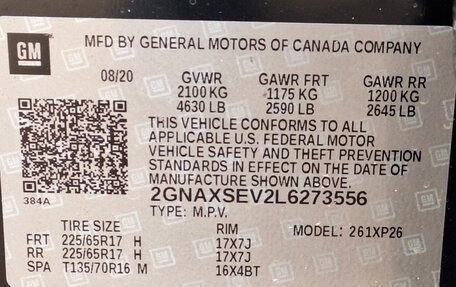 GM
MFD BY GENERAL MOTORS OF CANADA COMPANY
08/20 GVWR GAWR FRT GAWR RR
2100 KG 1175 KG 1200 KG
4630 LB 2590 LB 2645 LB
THIS VEHICLE CONFORMS TO ALL
APPLICABLE U.S. FEDERAL MOTOR
VEHICLE SAFETY AND THEFT PREVENTION
STANDARDS IN EFFECT ON THE DATE OF
MANUFACTURE SHOWN ABOVE.
384A
2GNAXSEV2L6273556
TYPE: M.P.V.
TIRE SIZE RIM MODEL: 261XP26
FRT 225/65R17 H 17X7J
RR 225/65R17 H 17X7J
SPA T135/70R16 M 16X4BT